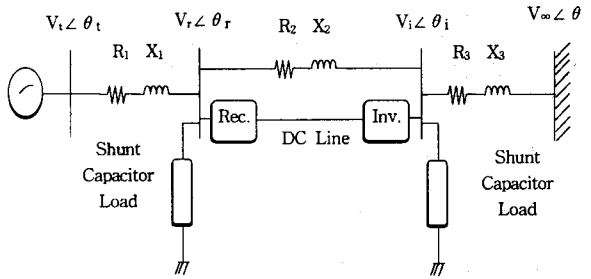 Vt∠θt Vr∠θr Vi∠θi V∞∠θ
R1 X1 R2 X2 R3 X3
Rec. Inv.
DC Line
Shunt Capacitor Load
Shunt Capacitor Load